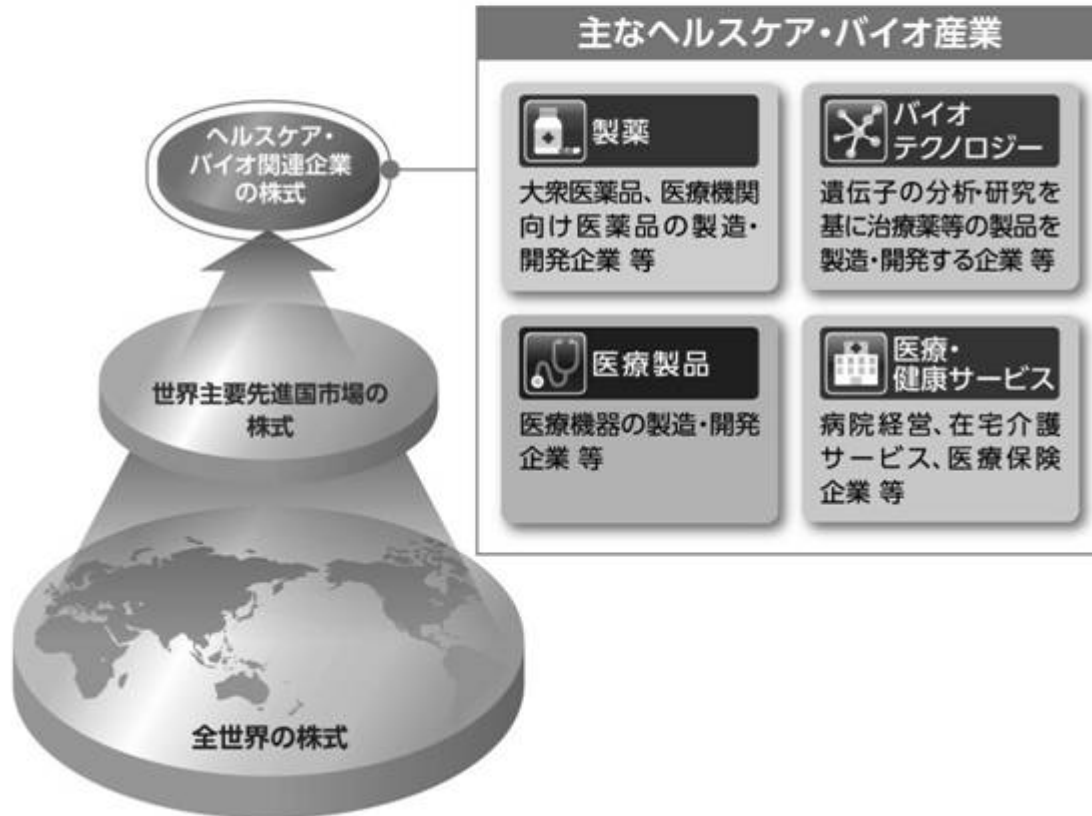 主なヘルスケア・バイオ産業
ヘルスケア・
バイオ関連企業
の株式
世界主要先進国市場の
株式
全世界の株式
製薬
大衆医薬品、医療機関
向け医薬品の製造・
開発企業 等
バイオ
テクノロジー
遺伝子の分析・研究を
基に治療薬等の製品を
製造・開発する企業 等
医療製品
医療機器の製造・開発
企業 等
医療・
健康サービス
病院経営、在宅介護
サービス、医療保険
企業 等